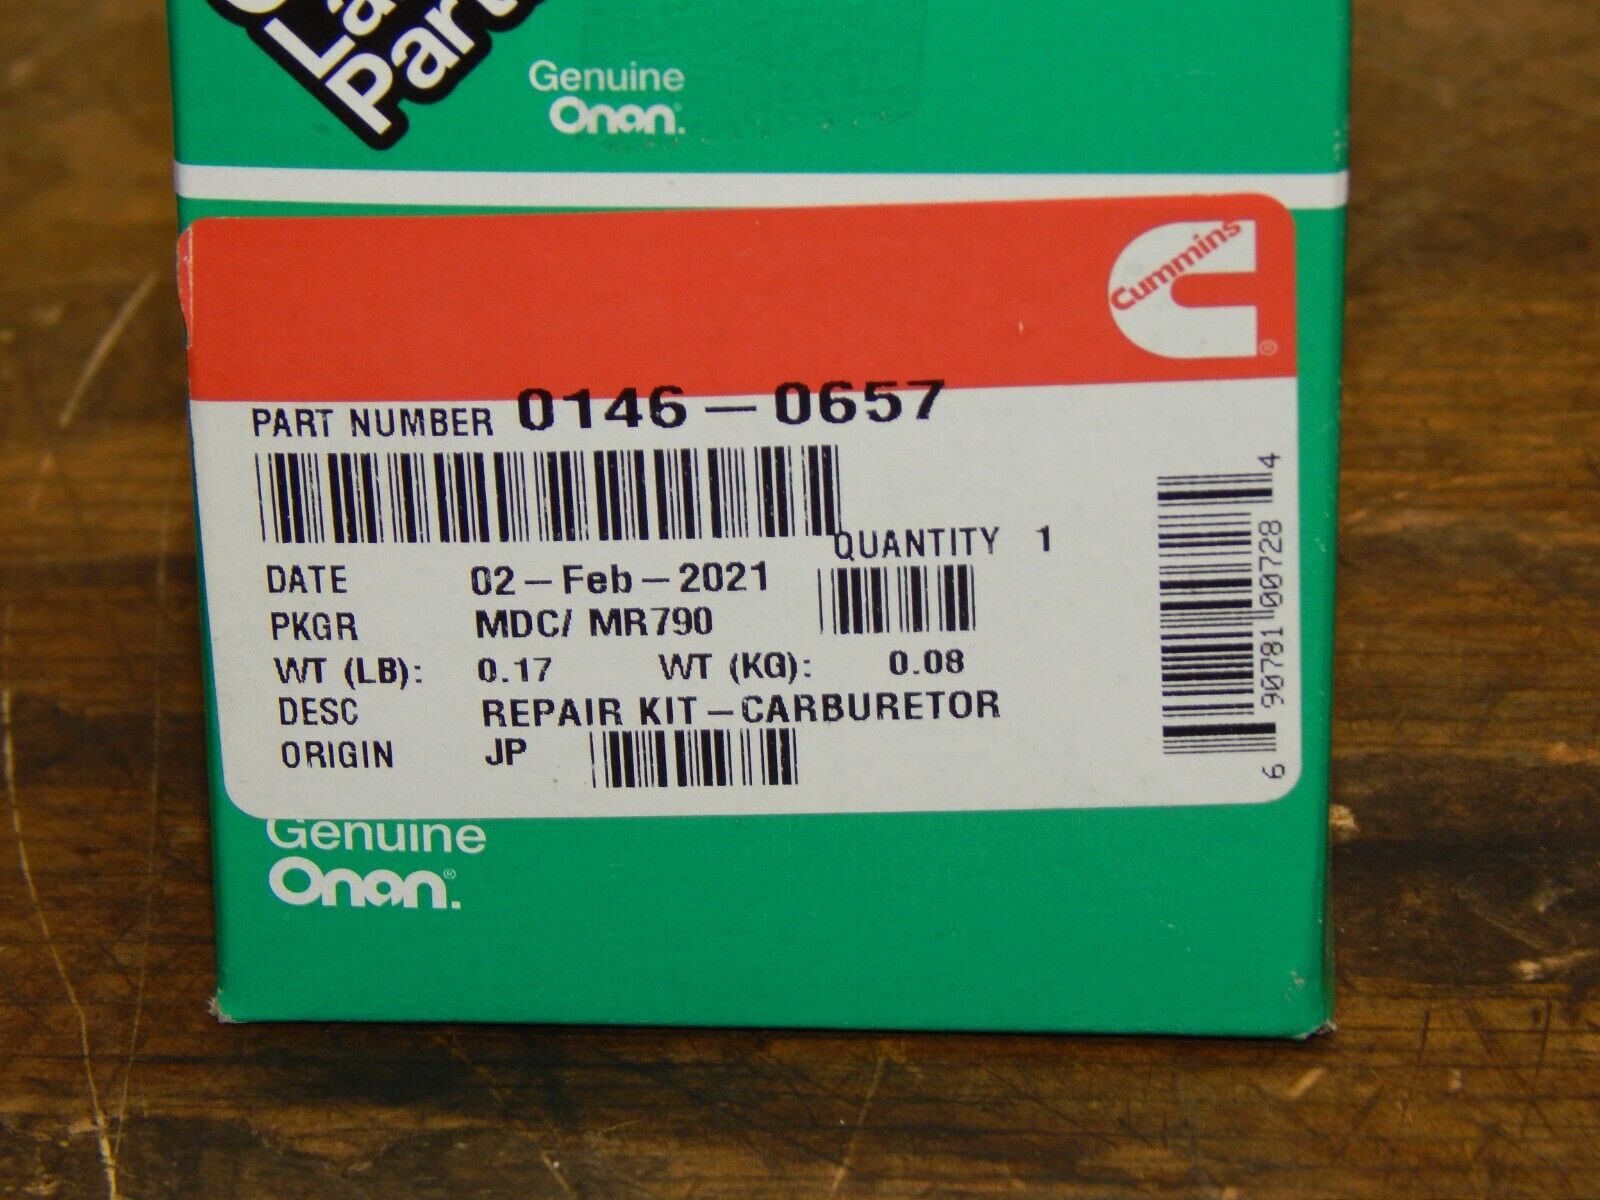 Genuine
Onan®.
Cummins®
PART NUMBER 0146-0657
QUANTITY 1
DATE 02-Feb-2021
PKGR MDC/ MR790
WT (LB): 0.17 WT (KG): 0.08
DESC REPAIR KIT-CARBURETOR
ORIGIN JP
6 90781 00728 4
Genuine
Onan®.